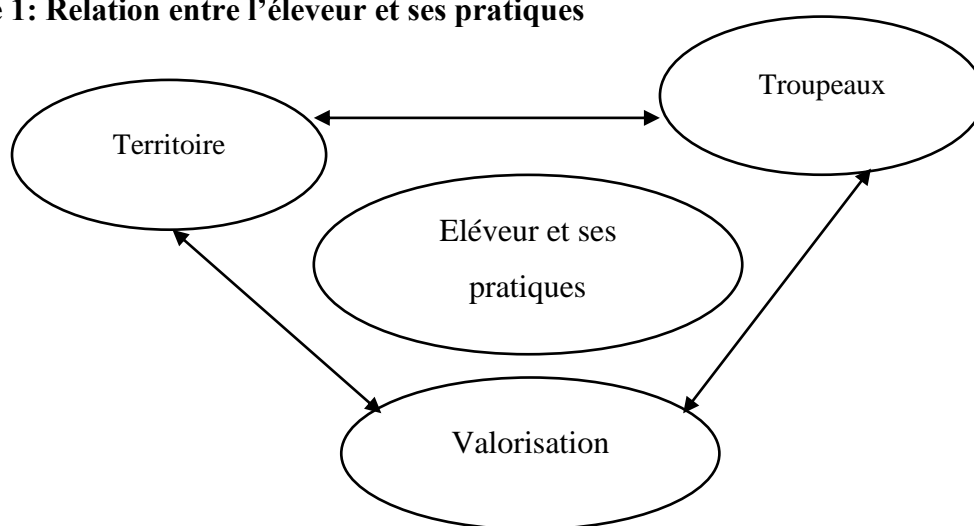 e 1: Relation entre l’éleveur et ses pratiques
Troupeaux
Territoire
Eléveur et ses
pratiques
Valorisation